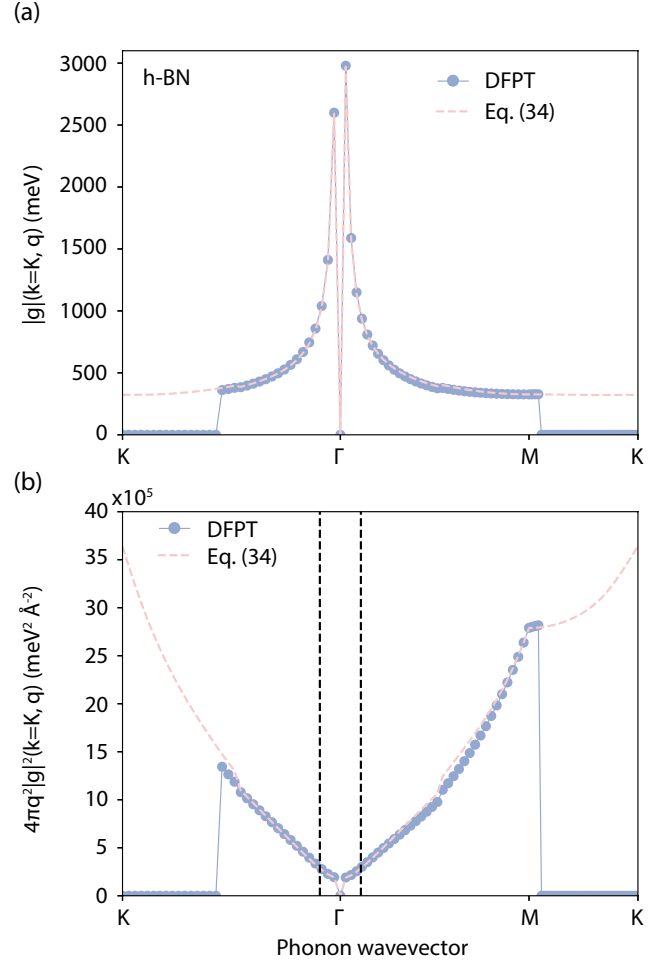 (a)
|g|(k=K, q) (meV)
3000
2500
2000
1500
1000
500
0
h-BN
DFPT
Eq. (34)
K
Γ
M
K
(b)
x10⁵
4πq²|g|²(k=K, q) (meV² Å⁻²)
40
35
30
25
20
15
10
5
0
DFPT
Eq. (34)
K
Γ
M
K
Phonon wavevector